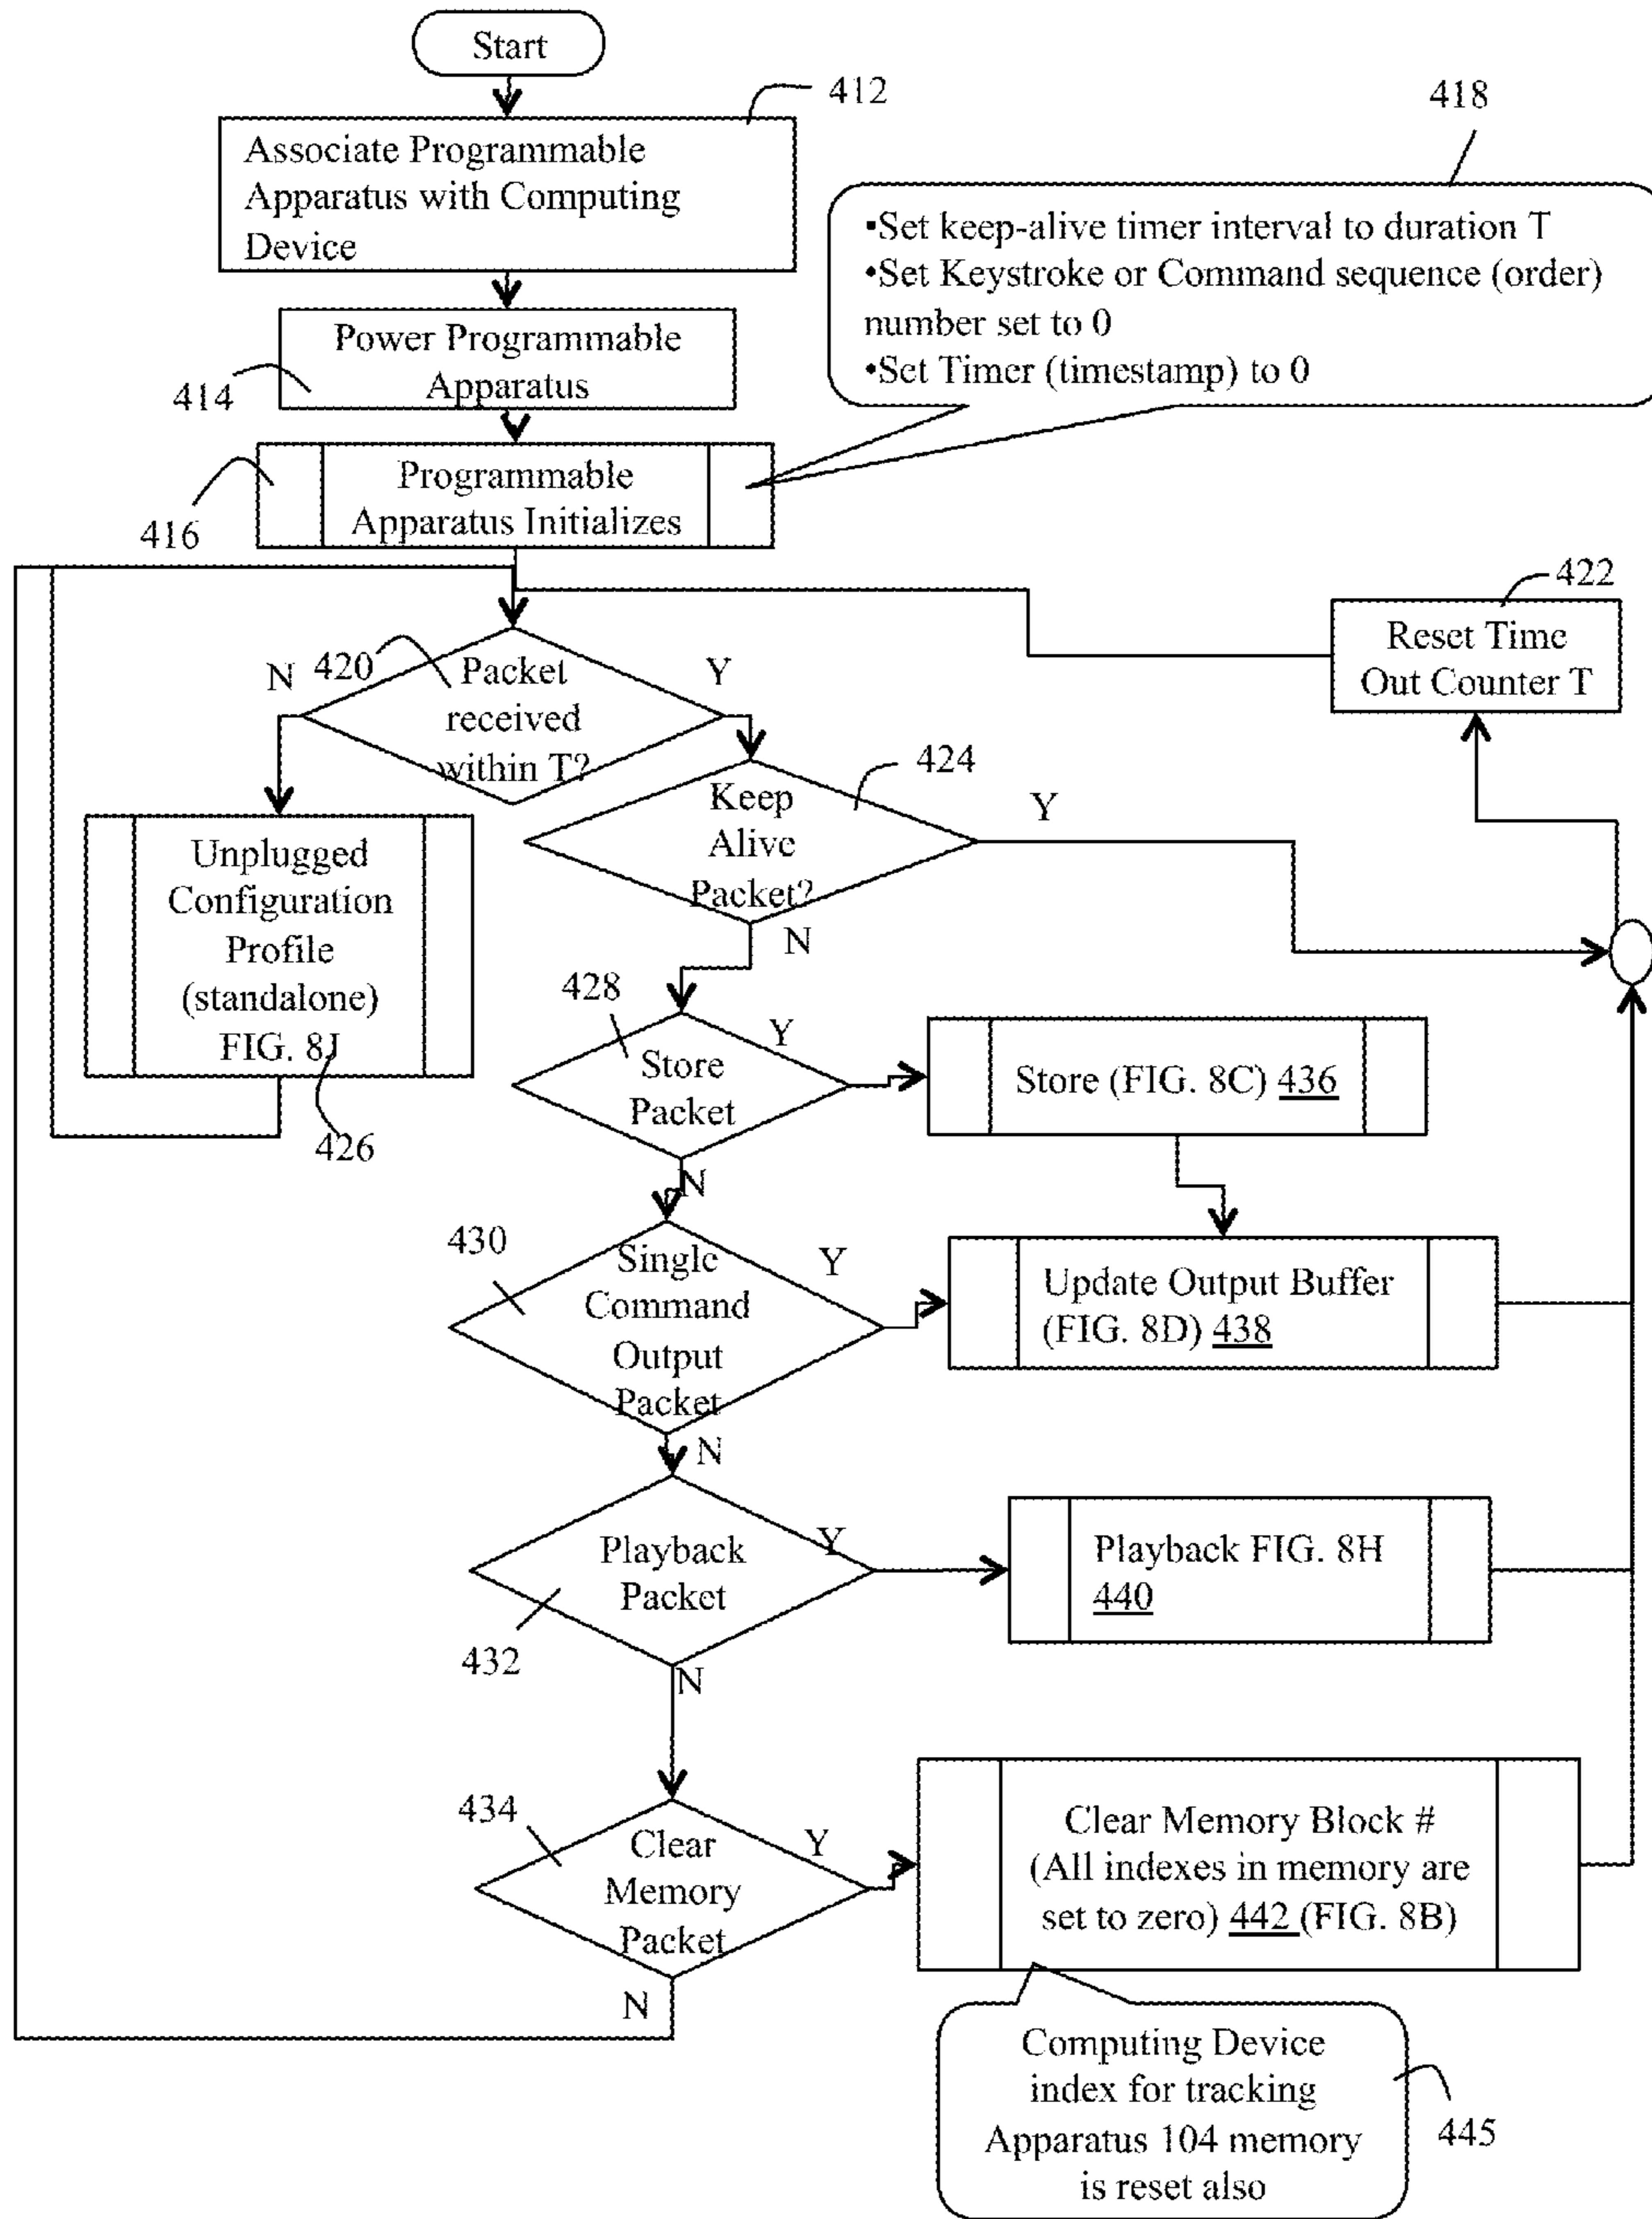 Start
412
Associate Programmable
Apparatus with Computing
Device
418
▪Set keep-alive timer interval to duration T
•Set Keystroke or Command sequence (order)
number set to 0
•Set Timer (timestamp) to 0
Power Programmable
Apparatus
414
Programmable
Apparatus Initializes
416
422
Reset Time
Out Counter T
N
420
Packet
received
within T?
Y
424
Keep
Alive
Packet?
Y
N
Unplugged
Configuration
Profile
(standalone)
FIG. 8J
426
428
Store
Packet
Y
Store (FIG. 8C) 436
N
430
Single
Command
Output
Packet
Y
Update Output Buffer
(FIG. 8D) 438
N
Playback
Packet
Y
432
Playback FIG. 8H
440
N
434
Clear
Memory
Packet
Y
Clear Memory Block #
(All indexes in memory are
set to zero) 442 (FIG. 8B)
N
Computing Device
index for tracking
Apparatus 104 memory
is reset also
445